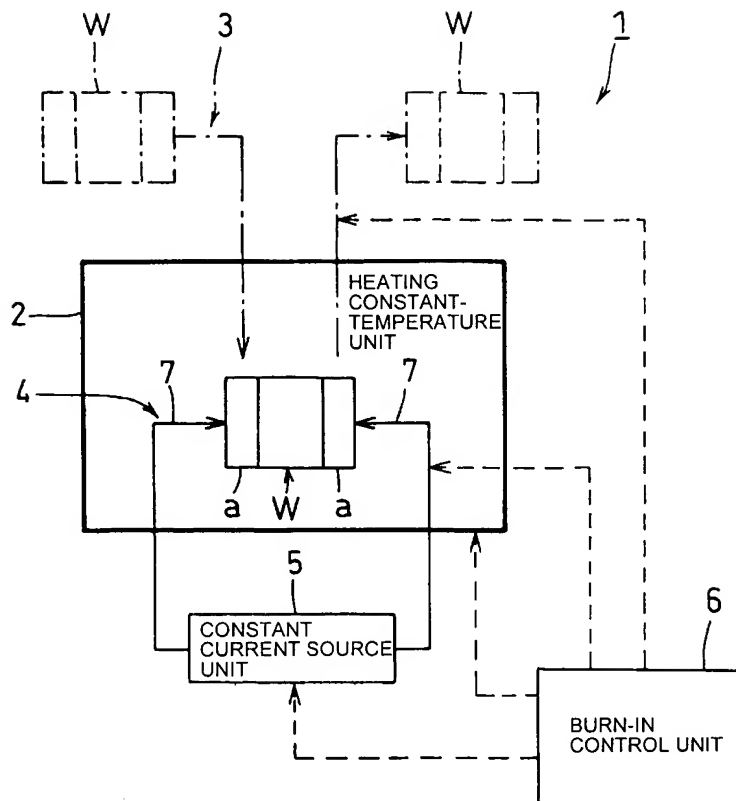 W
3
W
1
2
HEATING
CONSTANT-
TEMPERATURE
UNIT
4
7
7
a
W
a
5
CONSTANT
CURRENT SOURCE
UNIT
6
BURN-IN
CONTROL UNIT